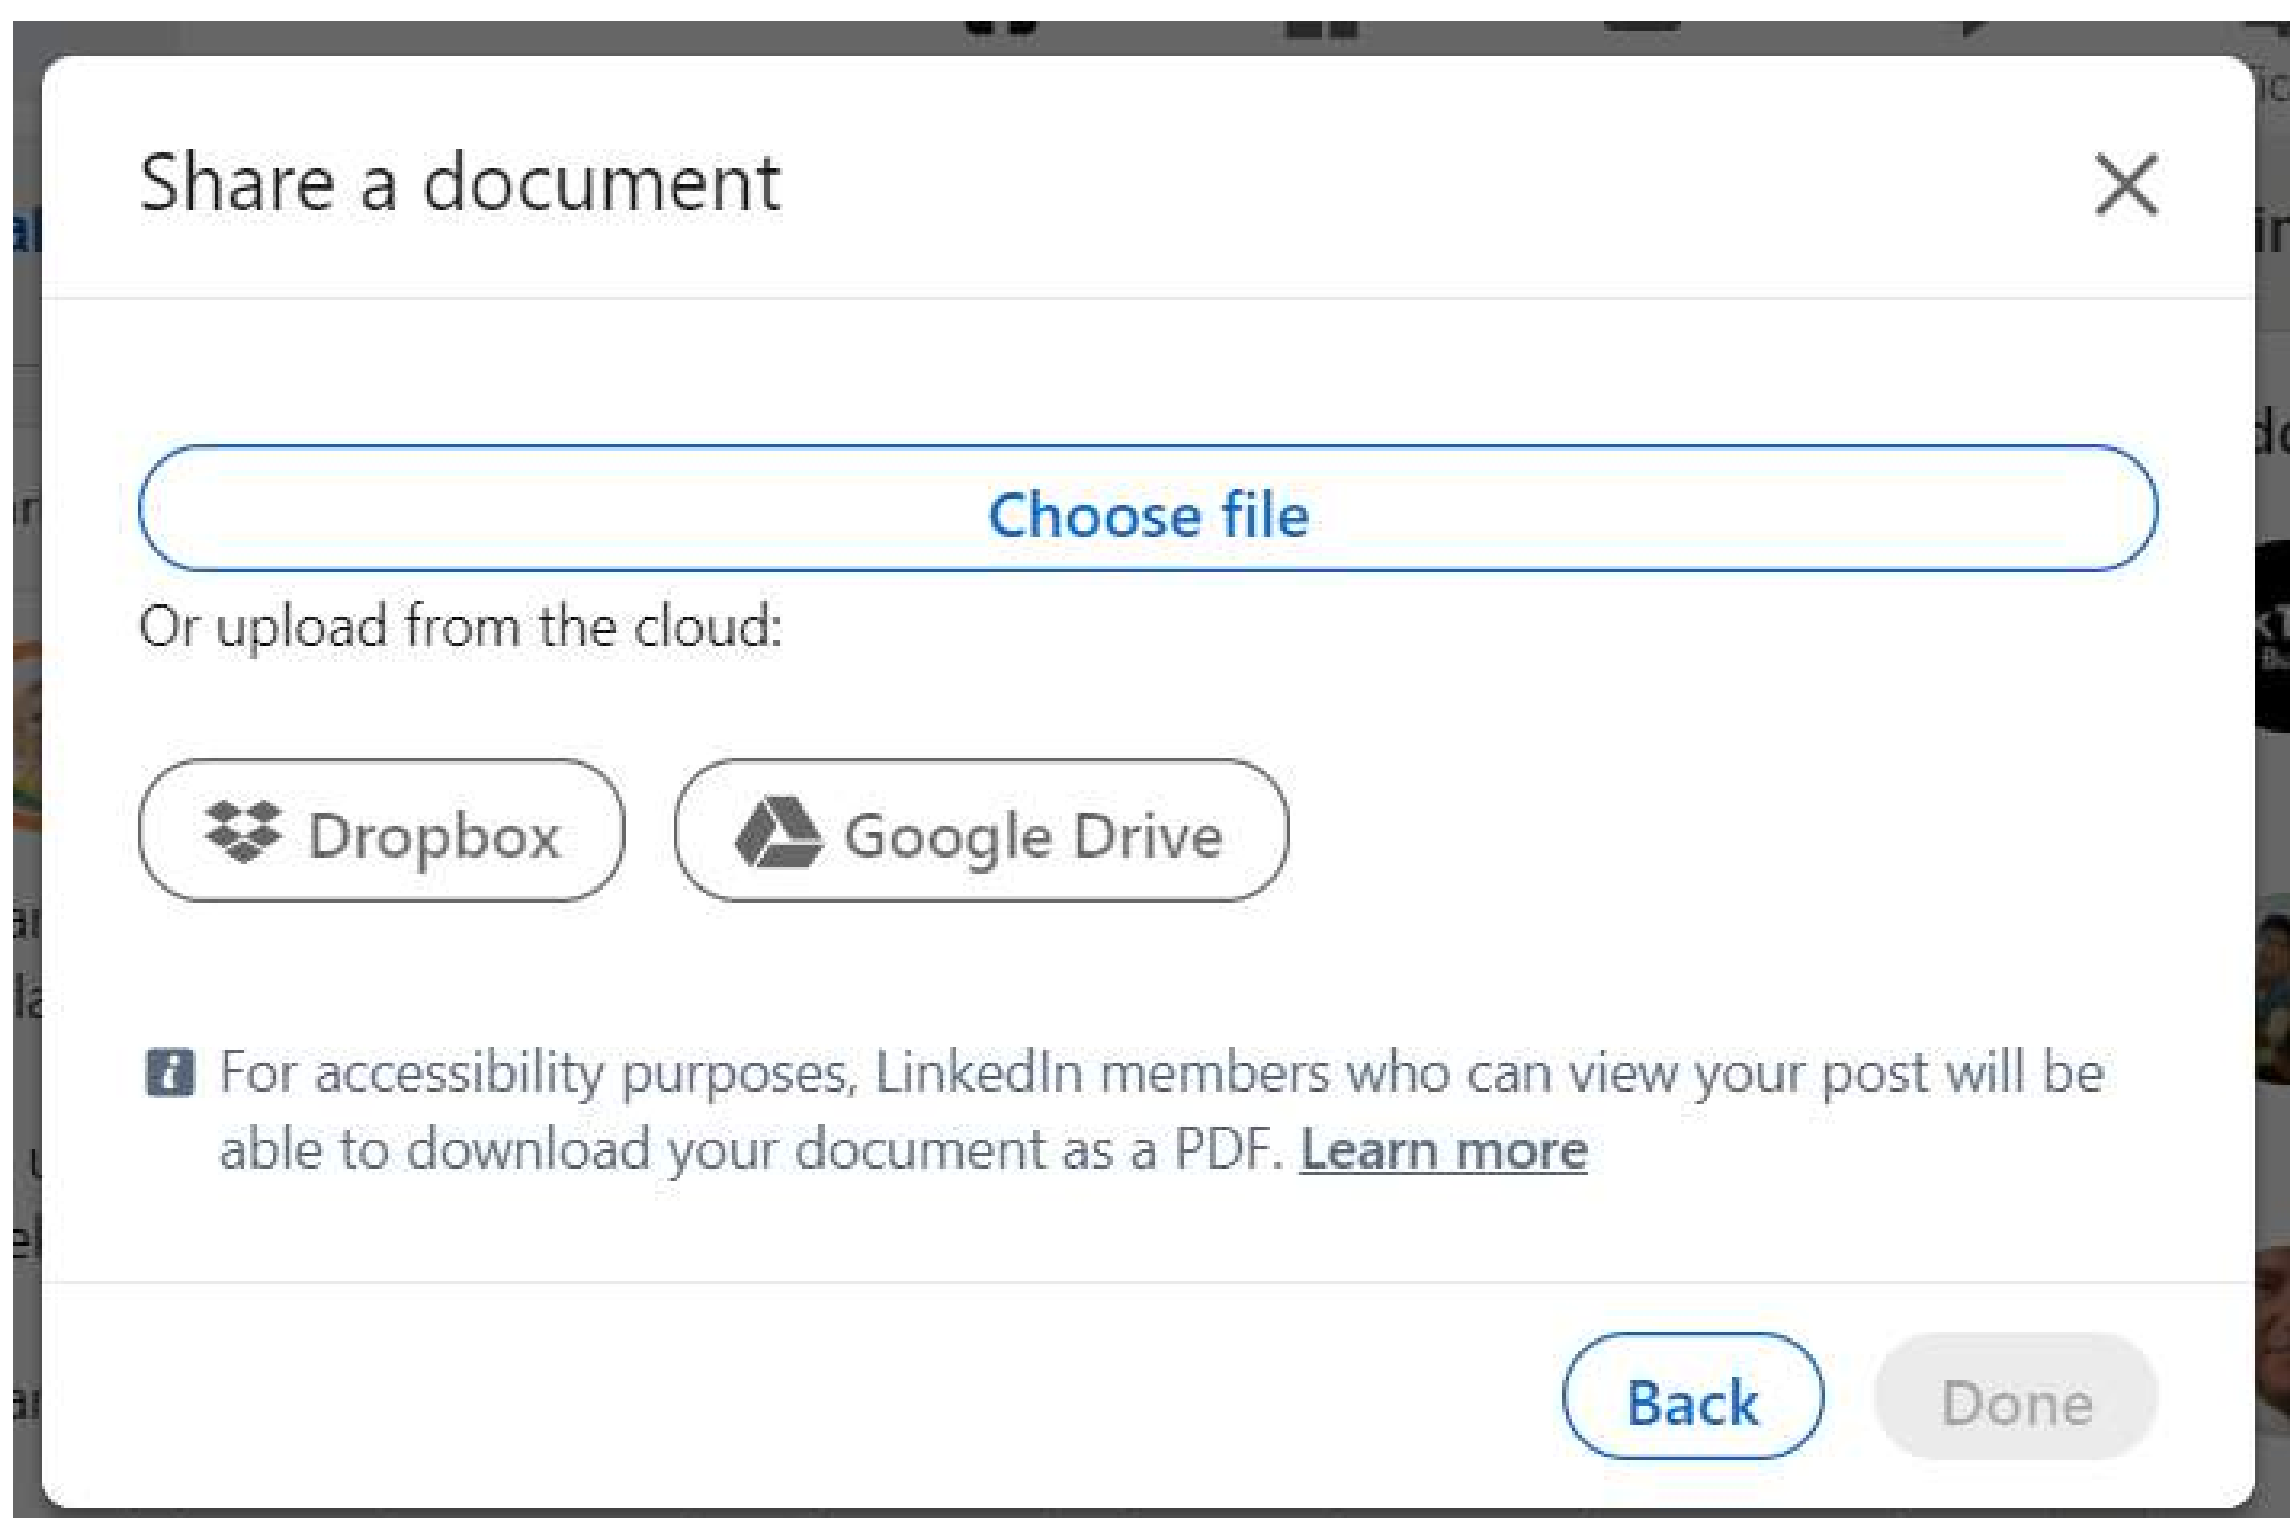 Share a document
Choose file
Or upload from the cloud:
Dropbox
Google Drive
For accessibility purposes, LinkedIn members who can view your post will be
able to download your document as a PDF. Learn more
Back
Done